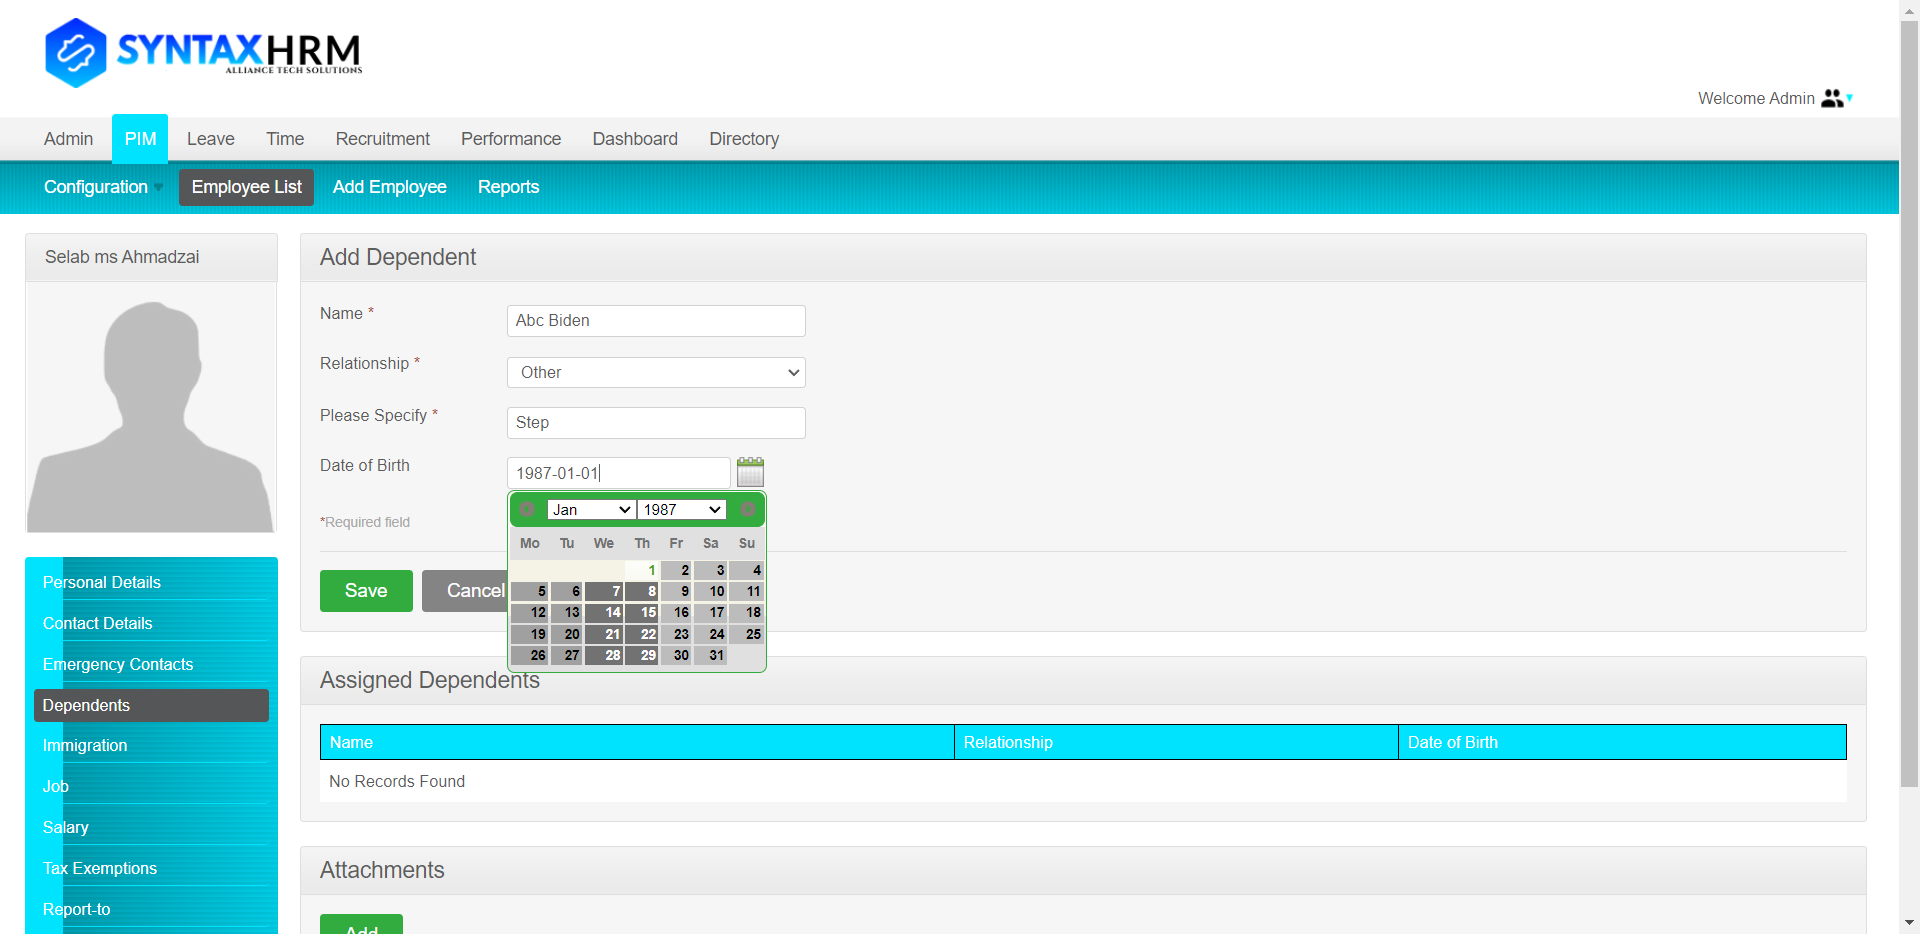 SYNTAXHRM
ALLIANCE TECH SOLUTIONS
Welcome Admin
Admin PIM Leave Time Recruitment Performance Dashboard Directory
Configuration Employee List Add Employee Reports
Selab ms Ahmadzai
Add Dependent
Name * Abc Biden
Relationship * Other
Please Specify * Step
Date of Birth 1987-01-01
Jan 1987
*Required field
Mo Tu We Th Fr Sa Su
1 2 3 4
5 6 7 8 9 10 11
12 13 14 15 16 17 18
19 20 21 22 23 24 25
26 27 28 29 30 31
Save Cancel
Personal Details
Contact Details
Emergency Contacts
Dependents
Immigration
Job
Salary
Tax Exemptions
Report-to
Assigned Dependents
Name Relationship Date of Birth
No Records Found
Attachments
Add